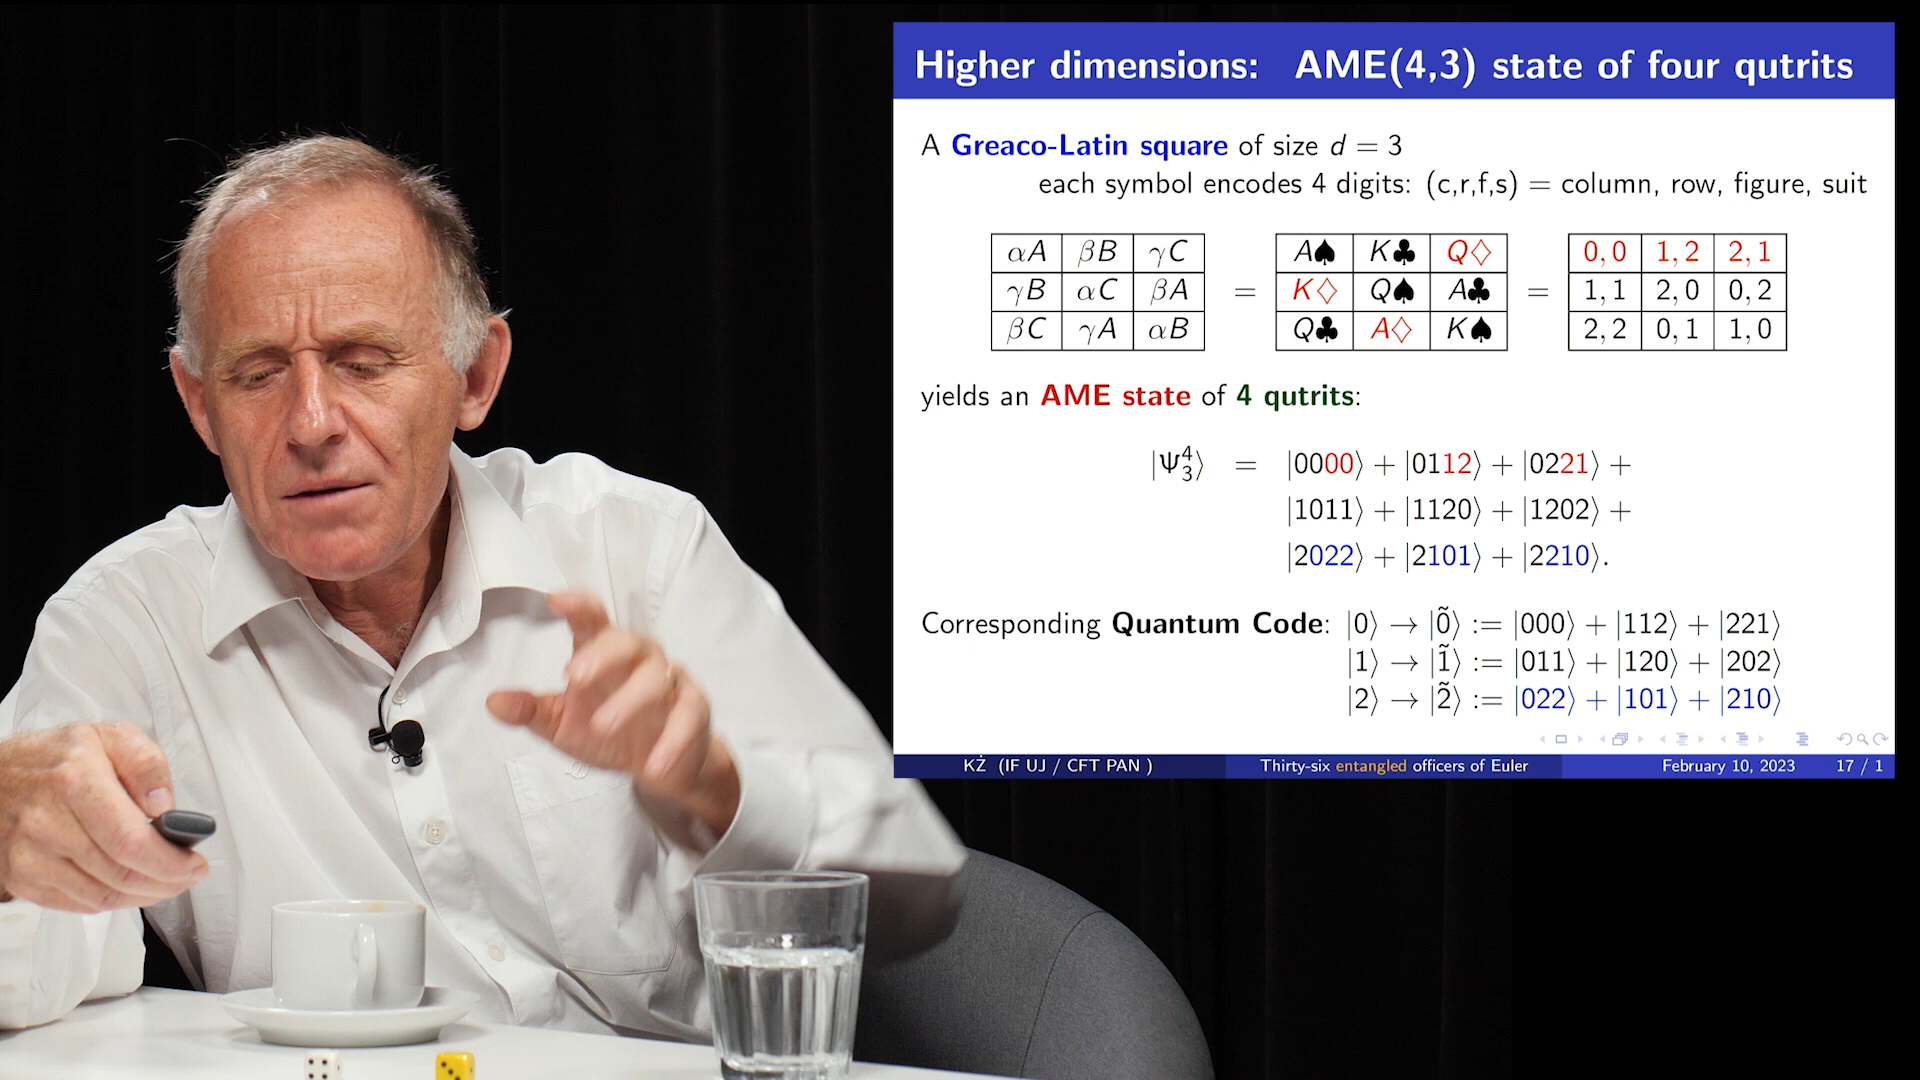 Higher dimensions: AME(4,3) state of four qutrits
A Greaco-Latin square of size d = 3
each symbol encodes 4 digits: (c,r,f,s) = column, row, figure, suit
αA βB γC A♠ K♣ Q♢ 0,0 1,2 2,1
γB αC βA = K♢ Q♠ A♣ = 1,1 2,0 0,2
βC γA αB Q♣ A♢ K♠ 2,2 0,1 1,0
yields an AME state of 4 qutrits:
|Ψ⁴₃⟩ = |0000⟩ + |0112⟩ + |0221⟩ +
|1011⟩ + |1120⟩ + |1202⟩ +
|2022⟩ + |2101⟩ + |2210⟩.
Corresponding Quantum Code: |0⟩ → |0̃⟩ := |000⟩ + |112⟩ + |221⟩
|1⟩ → |1̃⟩ := |011⟩ + |120⟩ + |202⟩
|2⟩ → |2̃⟩ := |022⟩ + |101⟩ + |210⟩
KŻ (IF UJ / CFT PAN ) Thirty-six entangled officers of Euler February 10, 2023 17 / 1